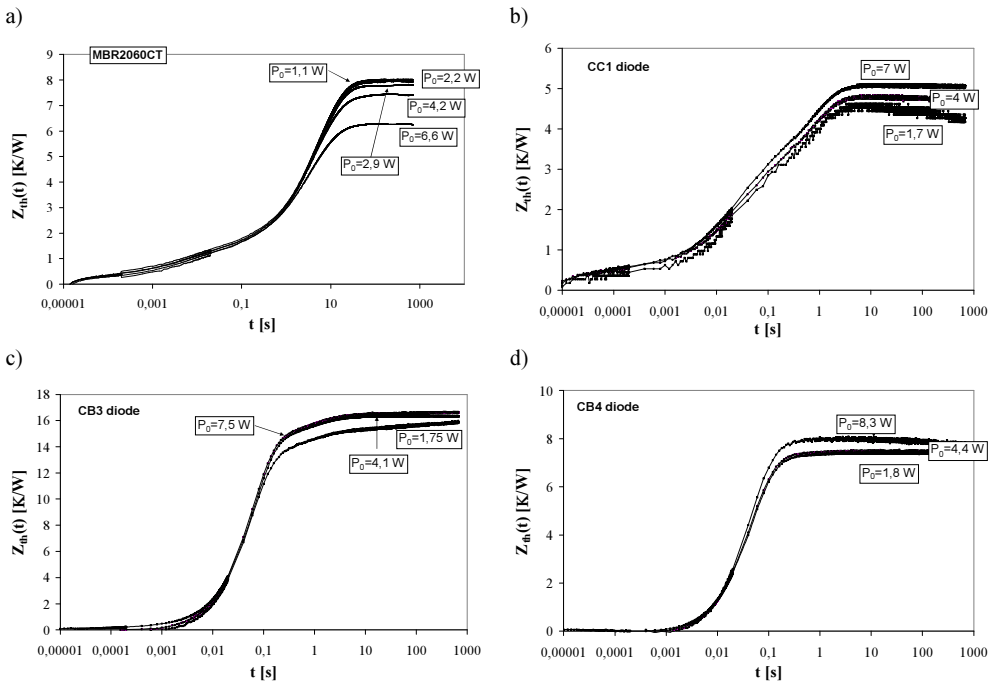 a)
MBR2060CT
P0=1,1 W
P0=2,2 W
P0=4,2 W
P0=6,6 W
P0=2,9 W
Zth(t) [K/W]
9
8
7
6
5
4
3
2
1
0
0,00001 0,001 0,1 10 1000
t [s]
b)
CC1 diode
P0=7 W
P0=4 W
P0=1,7 W
Zth(t) [K/W]
6
5
4
3
2
1
0
0,00001 0,0001 0,001 0,01 0,1 1 10 100 1000
t [s]
c)
CB3 diode
P0=7,5 W
P0=1,75 W
P0=4,1 W
Zth(t) [K/W]
18
16
14
12
10
8
6
4
2
0
0,00001 0,0001 0,001 0,01 0,1 1 10 100 1000
t [s]
d)
CB4 diode
P0=8,3 W
P0=4,4 W
P0=1,8 W
Zth(t) [K/W]
10
8
6
4
2
0
0,00001 0,0001 0,001 0,01 0,1 1 10 100 1000
t [s]